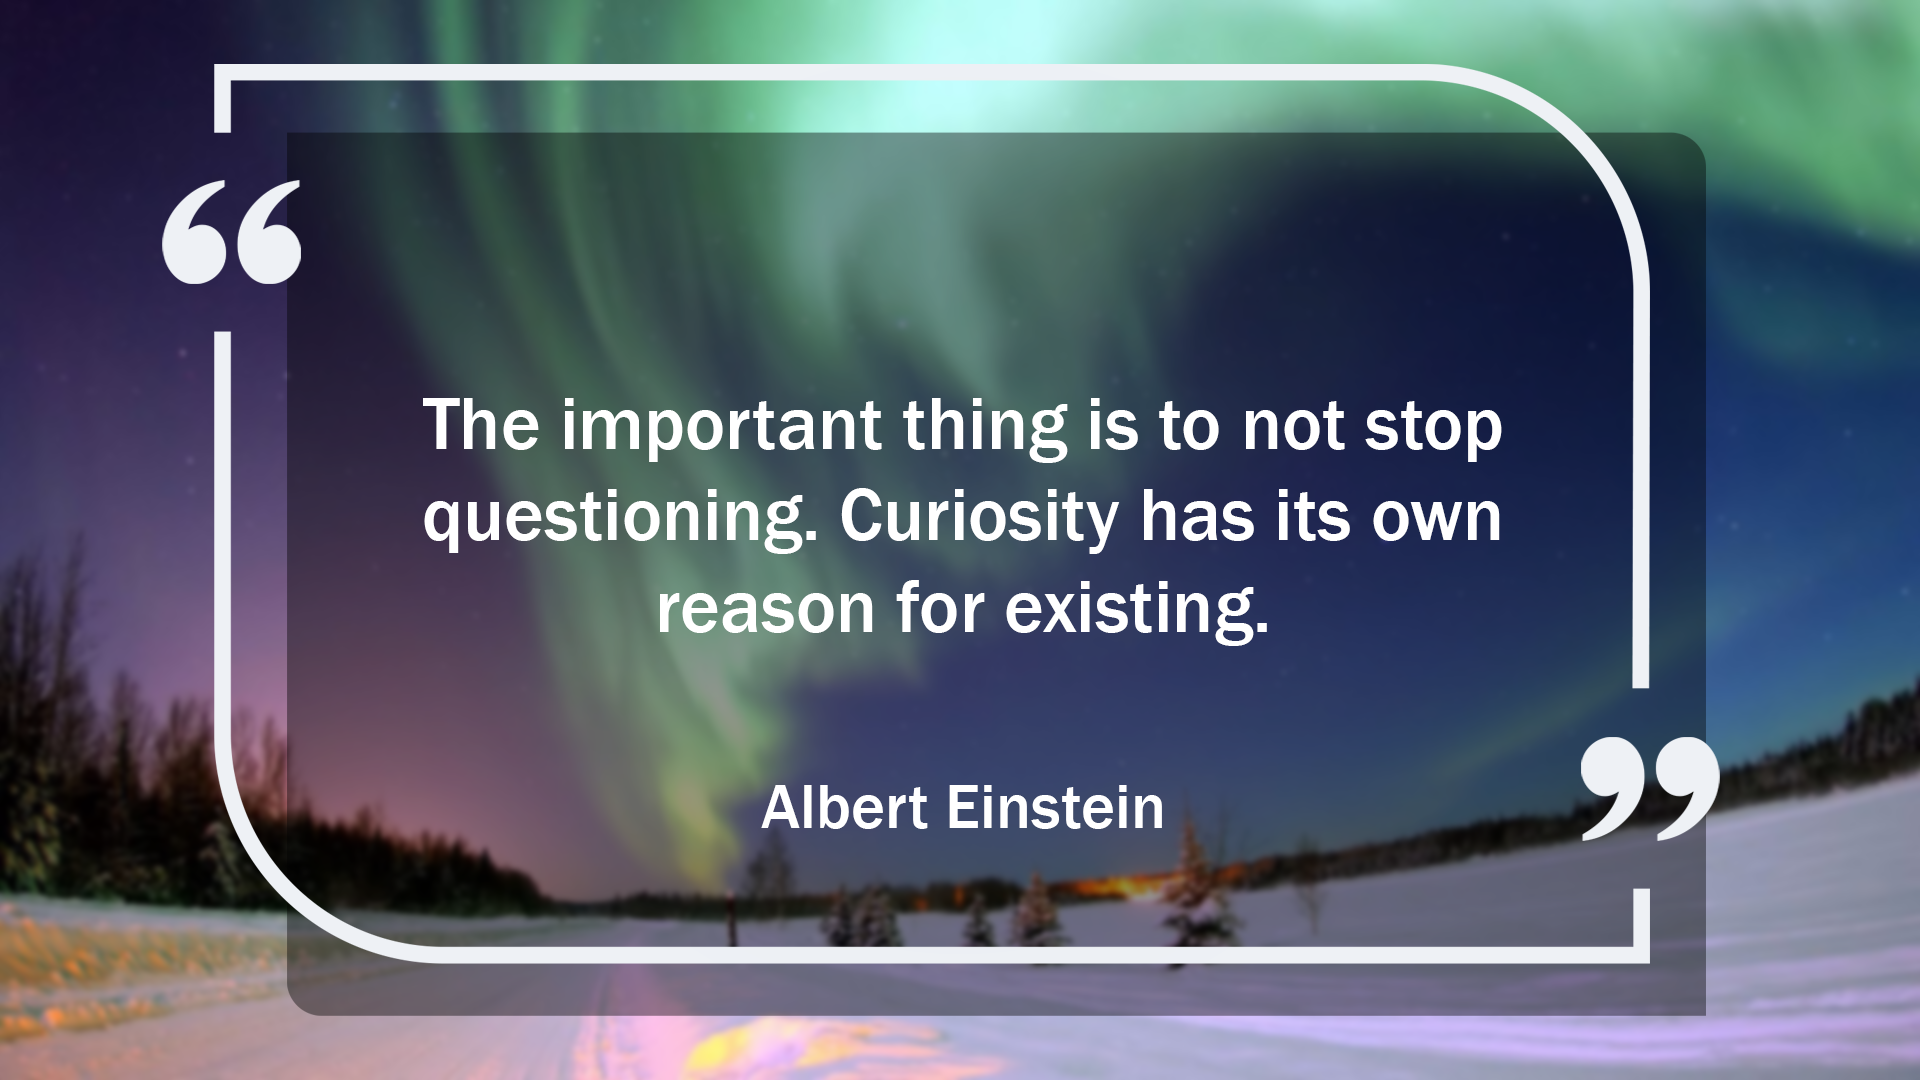 “
The important thing is to not stop
questioning. Curiosity has its own
reason for existing.
”
Albert Einstein